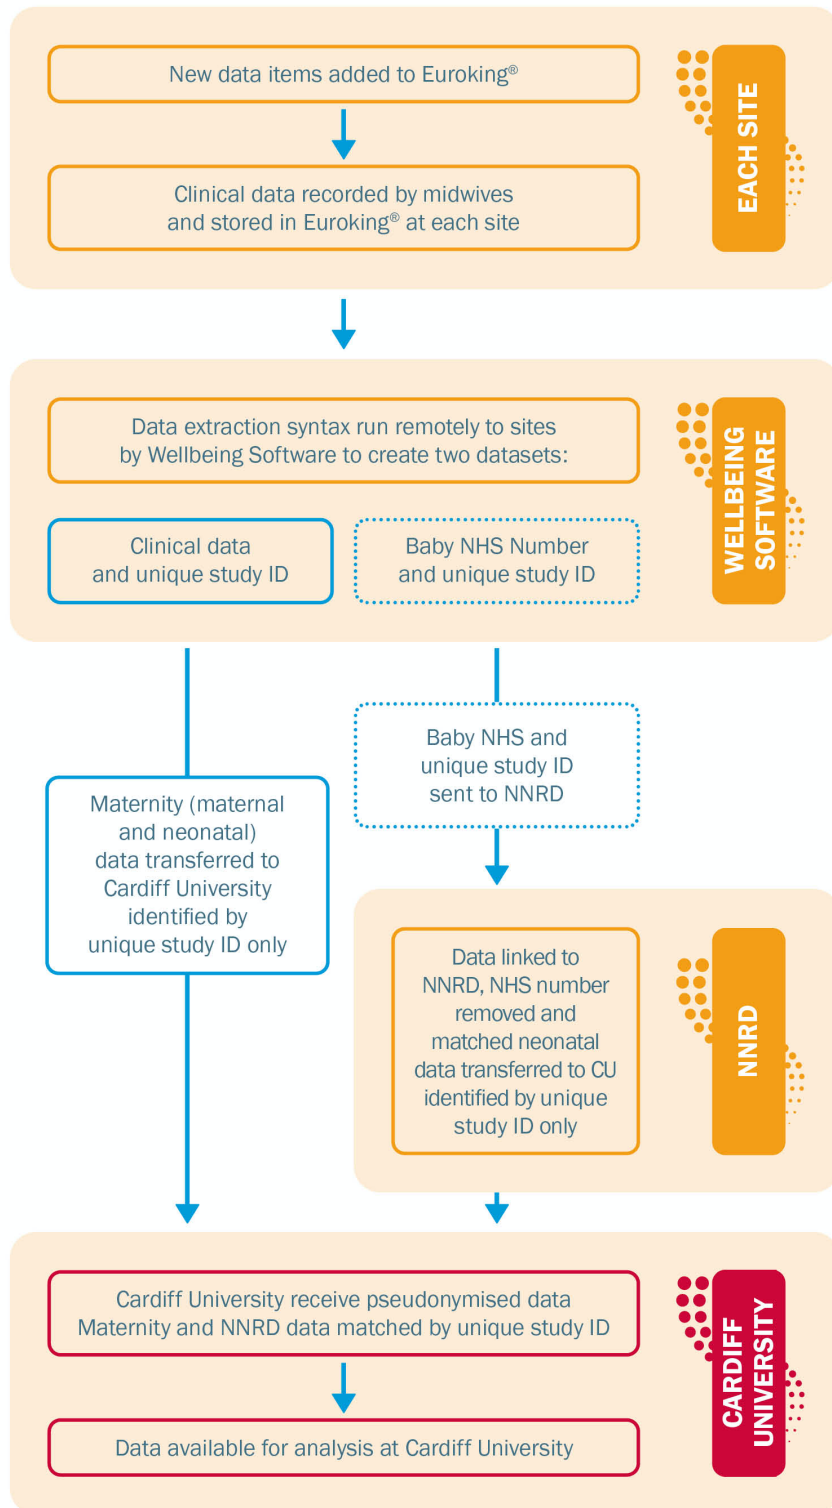 New data items added to Euroking®
Clinical data recorded by midwives
and stored in Euroking® at each site
EACH SITE
Data extraction syntax run remotely to sites
by Wellbeing Software to create two datasets:
Clinical data
and unique study ID
Baby NHS Number
and unique study ID
WELLBEING
SOFTWARE
Baby NHS and
unique study ID
sent to NNRD
Maternity (maternal
and neonatal)
data transferred to
Cardiff University
identified by
unique study ID only
Data linked to
NNRD, NHS number
removed and
matched neonatal
data transferred to CU
identified by unique
study ID only
NNRD
Cardiff University receive pseudonymised data
Maternity and NNRD data matched by unique study ID
Data available for analysis at Cardiff University
CARDIFF
UNIVERSITY